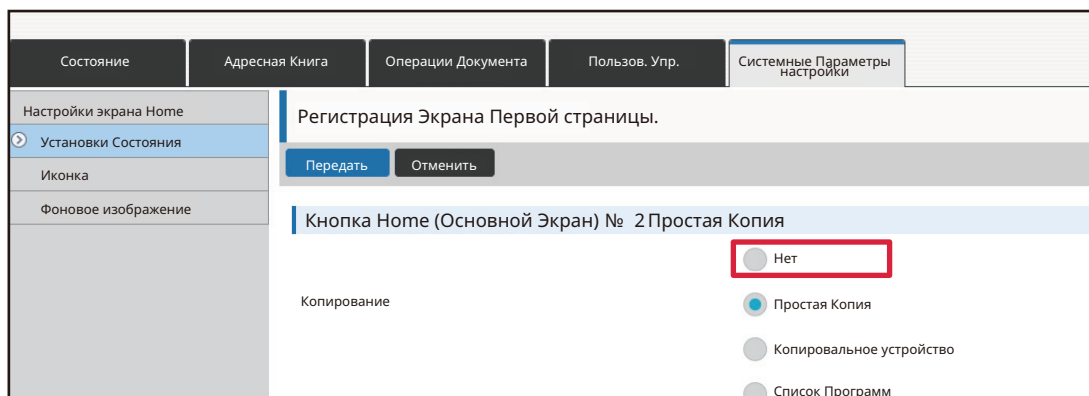 Состояние
Адресная Книга
Операции Документа
Пользов. Упр.
Системные Параметры
настройки
Настройки экрана Home
Установки Состояния
Иконка
Фоновое изображение
Регистрация Экрана Первой страницы.
Передать
Отменить
Кнопка Home (Основной Экран) № 2 Простая Копия
Нет
Копирование
Простая Копия
Копировальное устройство
Список Программ